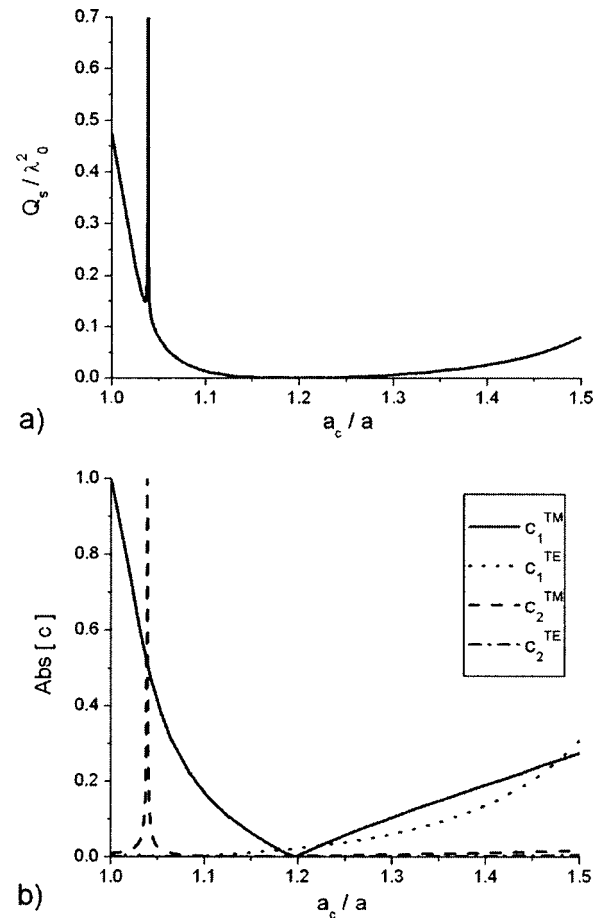 0.7
0.6
0.5
0.4
0.3
0.2
0.1
0.0
Q_s / λ_0^2
1.0 1.1 1.2 1.3 1.4 1.5
a_c / a
a)
1.0
0.8
0.6
0.4
0.2
0.0
Abs [ c ]
c_1^TM
c_1^TE
c_2^TM
c_2^TE
1.0 1.1 1.2 1.3 1.4 1.5
a_c / a
b)